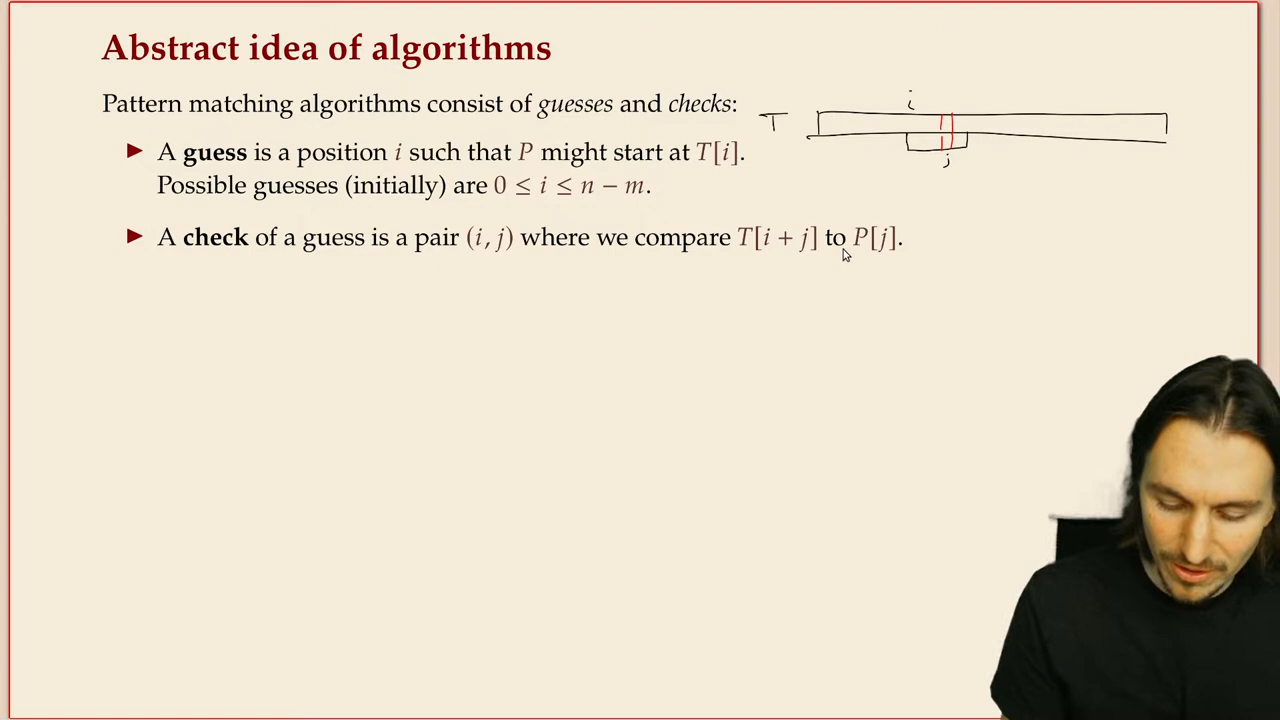 Abstract idea of algorithms
Pattern matching algorithms consist of guesses and checks:
i
T
► A guess is a position i such that P might start at T[i].
j
Possible guesses (initially) are 0 ≤ i ≤ n − m.
► A check of a guess is a pair (i, j) where we compare T[i + j] to P[j].